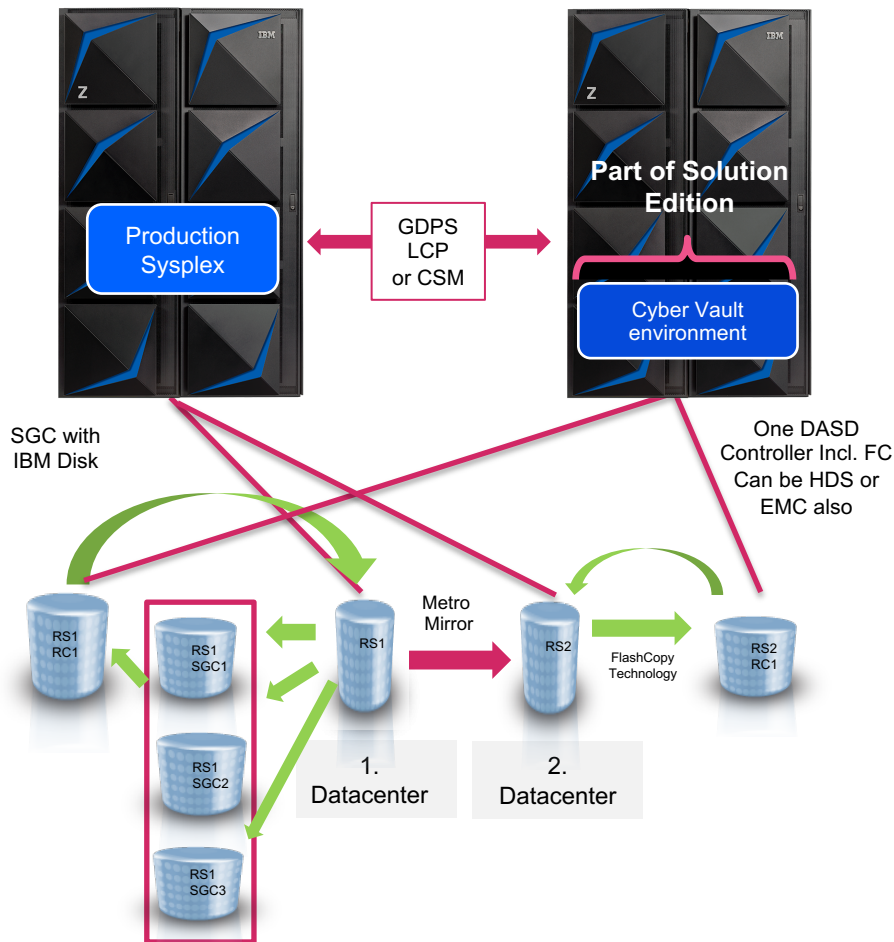 IBM
Z
IBM
Z
Part of Solution
Edition
Production
Sysplex
GDPS
LCP
or CSM
Cyber Vault
environment
SGC with
IBM Disk
One DASD
Controller Incl. FC
Can be HDS or
EMC also
Metro
Mirror
RS1
RC1
RS1
SGC1
RS1
RS2
FlashCopy
Technology
RS2
RC1
RS1
SGC2
1.
Datacenter
2.
Datacenter
RS1
SGC3